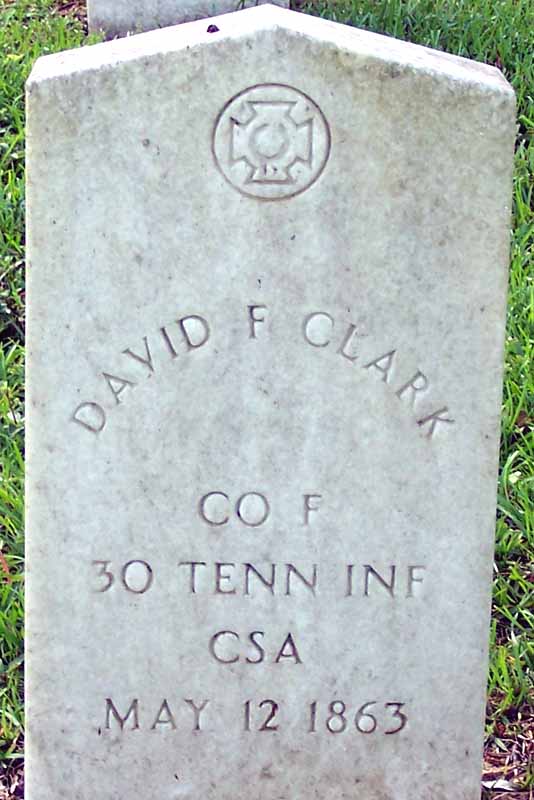 DAVID F CLARK
CO F
30 TENN INF
CSA
MAY 12 1863